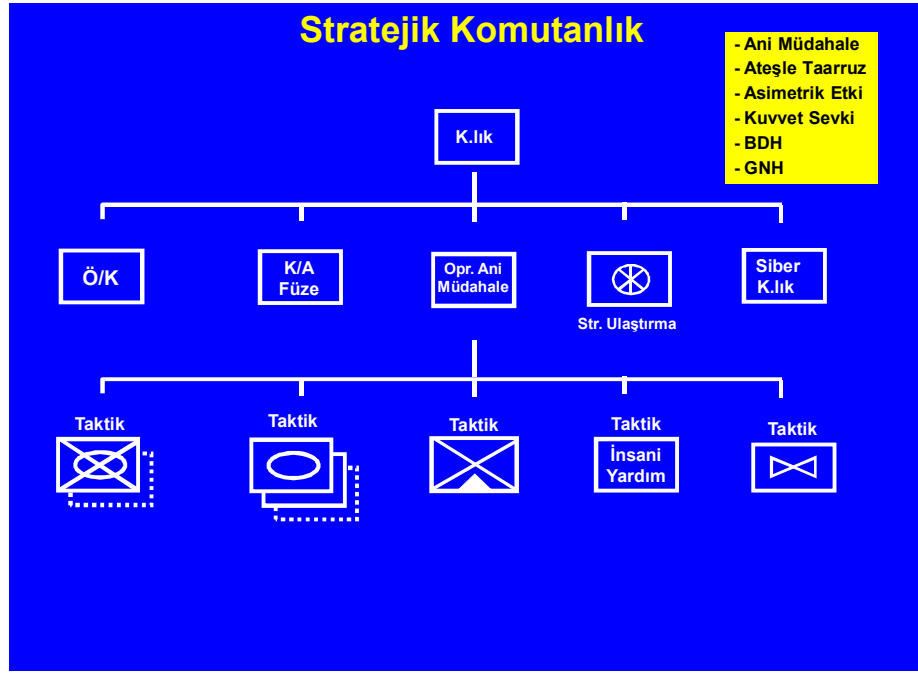 Stratejik Komutanlık
- Ani Müdahale
- Ateşle Taarruz
- Asimetrik Etki
- Kuvvet Sevki
- BDH
- GNH
K.lık
Ö/K
K/A
Füze
Opr. Ani
Müdahale
Str. Ulaştırma
Siber
K.lık
Taktik
Taktik
Taktik
Taktik
İnsani
Yardım
Taktik